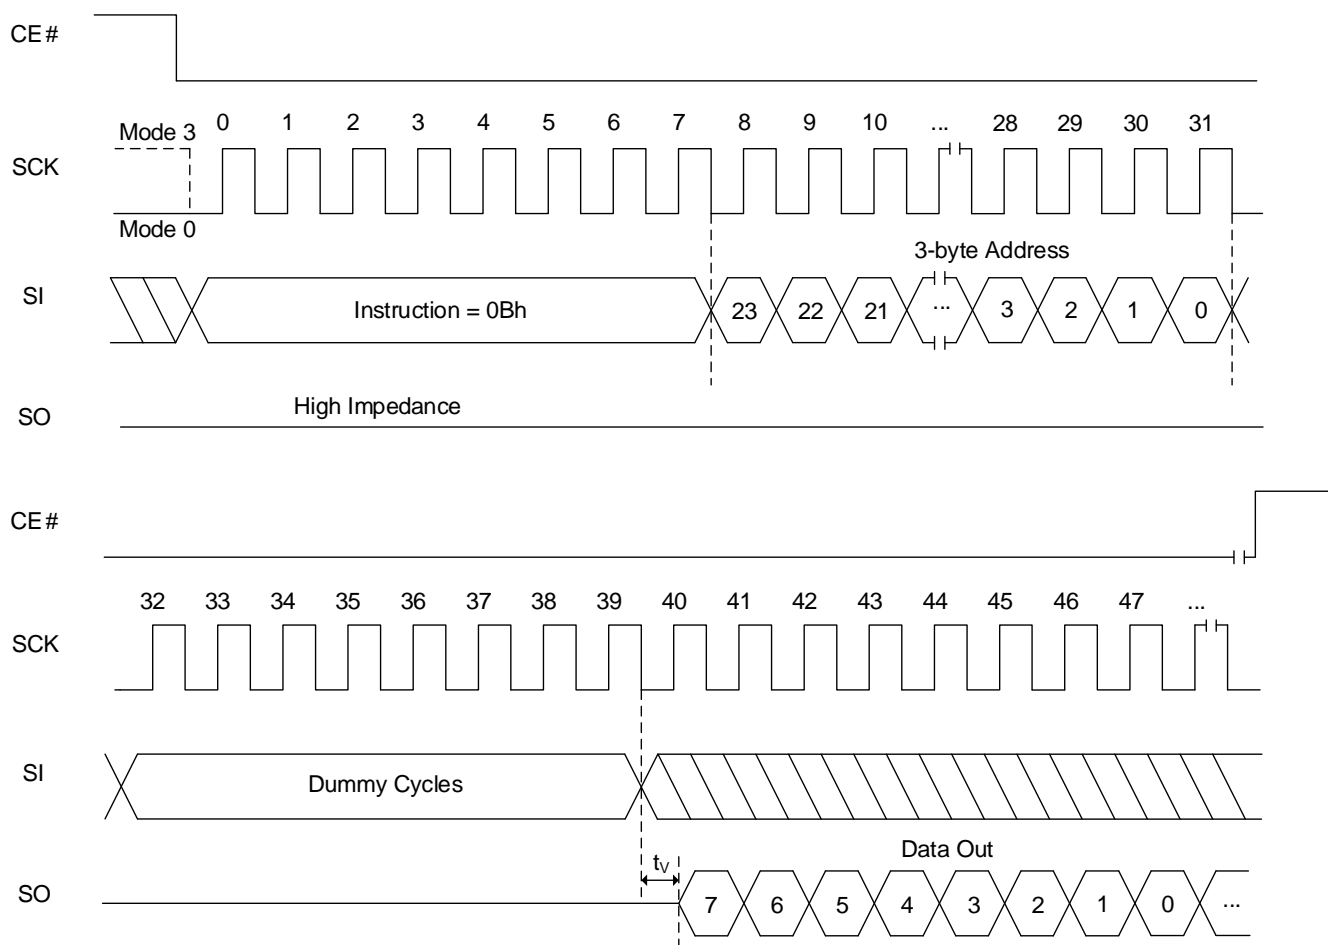 CE#
Mode 3 0 1 2 3 4 5 6 7 8 9 10 ... 28 29 30 31
SCK
Mode 0
3-byte Address
SI Instruction = 0Bh 23 22 21 ... 3 2 1 0
High Impedance
SO
CE#
32 33 34 35 36 37 38 39 40 41 42 43 44 45 46 47 ...
SCK
SI Dummy Cycles
Data Out
tV
SO 7 6 5 4 3 2 1 0 ...